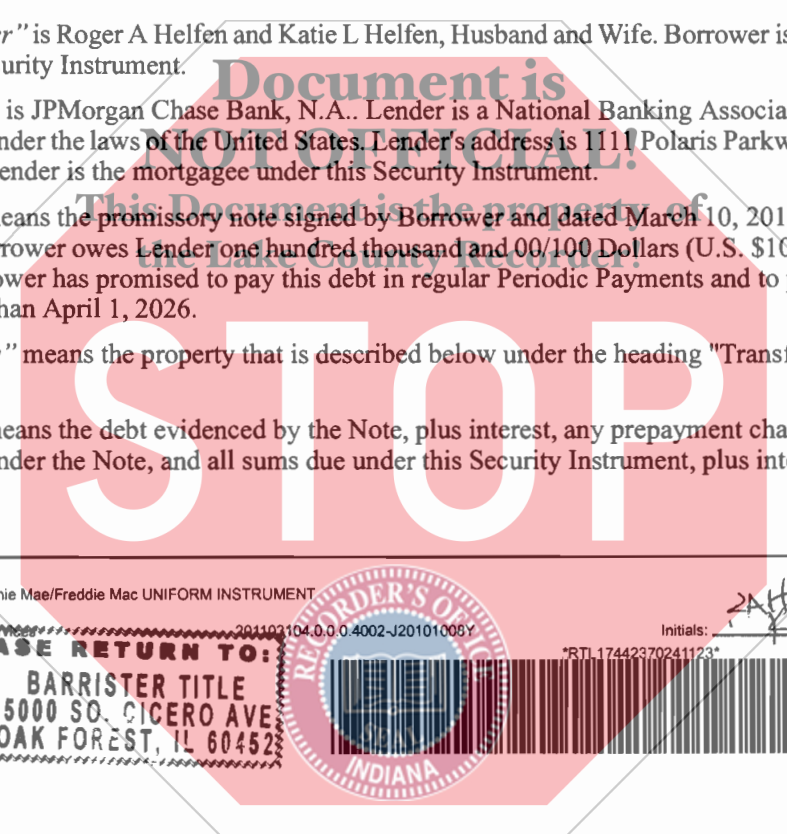 r” is Roger A Helfen and Katie L Helfen, Husband and Wife. Borrower is
urity Instrument.
Document is
is JPMorgan Chase Bank, N.A.. Lender is a National Banking Associa
nder the laws of the United States. Lender's address is 1111 Polaris Parkw
NOT OFFICIAL!
ender is the mortgagee under this Security Instrument.
This Document is the property of
eans the promissory note signed by Borrower and dated March 10, 201
rrower owes Lender one hundred thousand and 00/100 Dollars (U.S. $10
the Lake County Recorder!
ower has promised to pay this debt in regular Periodic Payments and to
han April 1, 2026.
STOP
” means the property that is described below under the heading "Transf
eans the debt evidenced by the Note, plus interest, any prepayment cha
nder the Note, and all sums due under this Security Instrument, plus int
nie Mae/Freddie Mac UNIFORM INSTRUMENT
201103104.0.0.0.4002-J20101008Y
Initials:
*RTL17442370241123*
ASE RETURN TO:
BARRISTER TITLE
5000 SO. CICERO AVE
OAK FOREST, IL 60452
RECORDER'S OFFICE
SEAL
INDIANA